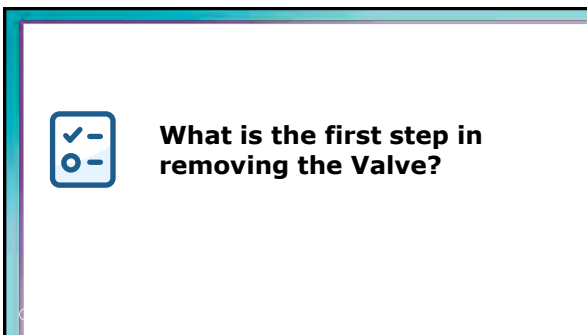 What is the first step in
removing the Valve?